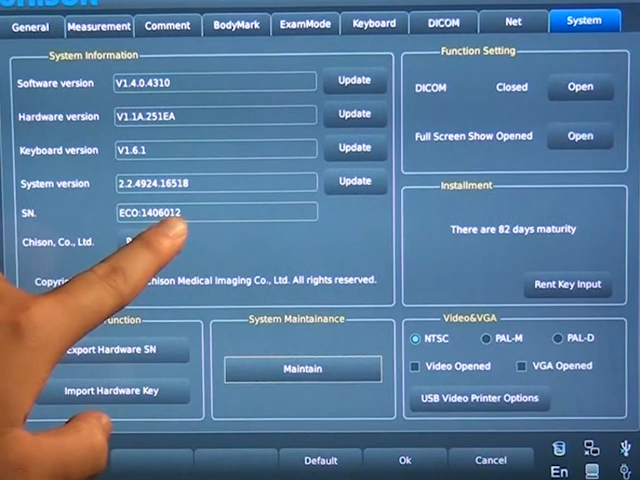 CHISON
General Measurement Comment BodyMark ExamMode Keyboard DICOM Net System
System Information
Software version V1.4.0.4310 Update
Hardware version V1.1A.251EA Update
Keyboard version V1.6.1 Update
System version 2.2.4924.16518 Update
SN. ECO:1406012
Chison, Co., Ltd.
Chison Medical Imaging Co., Ltd. All rights reserved.
Function Setting
DICOM Closed Open
Full Screen Show Opened Open
Installment
There are 82 days maturity
Rent Key Input
Export Hardware SN
Import Hardware Key
System Maintainance
Maintain
Video&VGA
NTSC PAL-M PAL-D
Video Opened VGA Opened
USB Video Printer Options
Default Ok Cancel
En